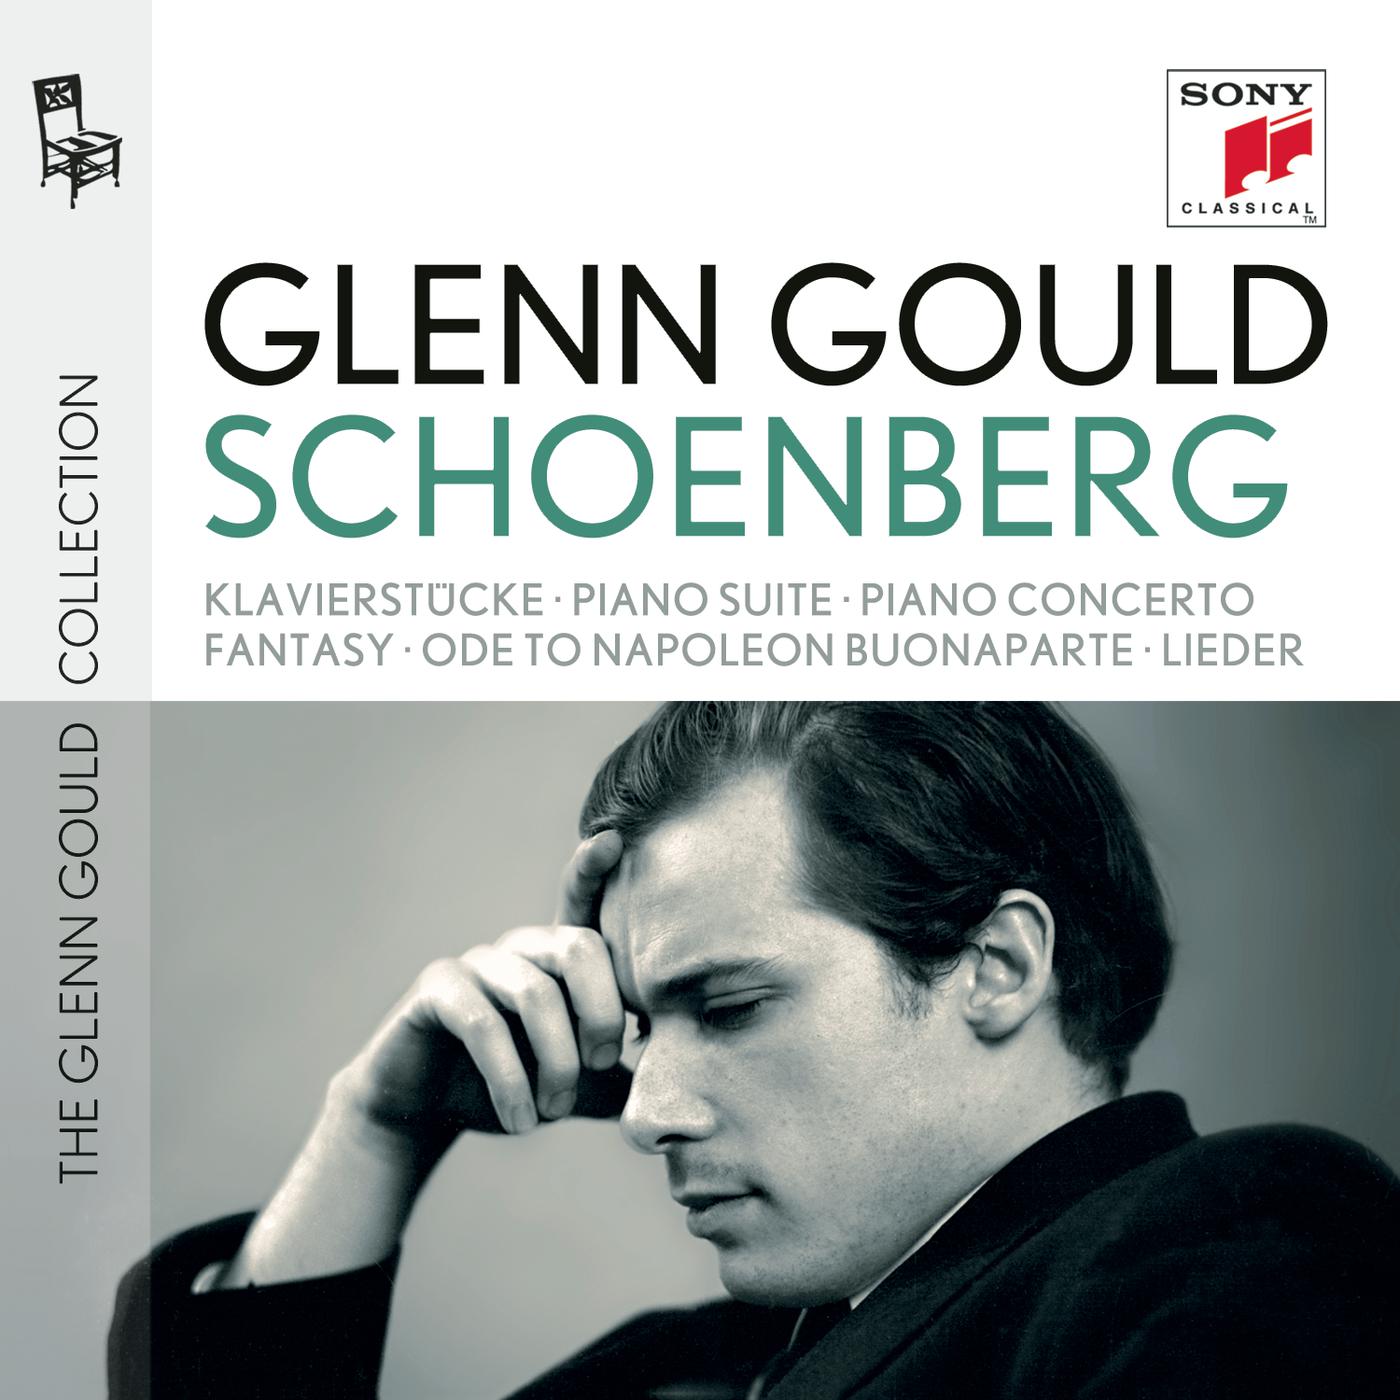 SONY
CLASSICAL
TM
GLENN GOULD
SCHOENBERG
KLAVIERSTÜCKE · PIANO SUITE · PIANO CONCERTO
FANTASY · ODE TO NAPOLEON BUONAPARTE · LIEDER
THE GLENN GOULD COLLECTION